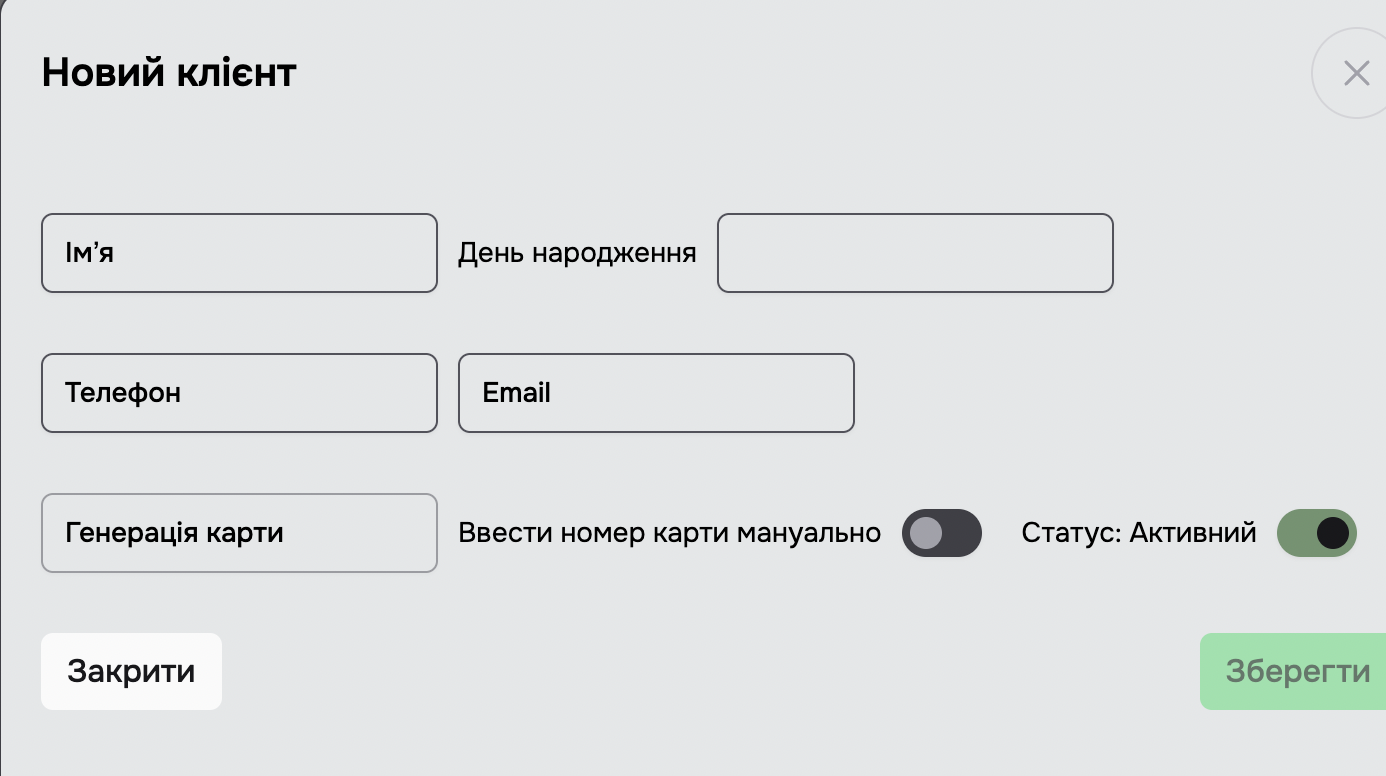 Новий клієнт
Ім’я День народження
Телефон Email
Генерація карти Ввести номер карти мануально Статус: Активний
Закрити Зберегти